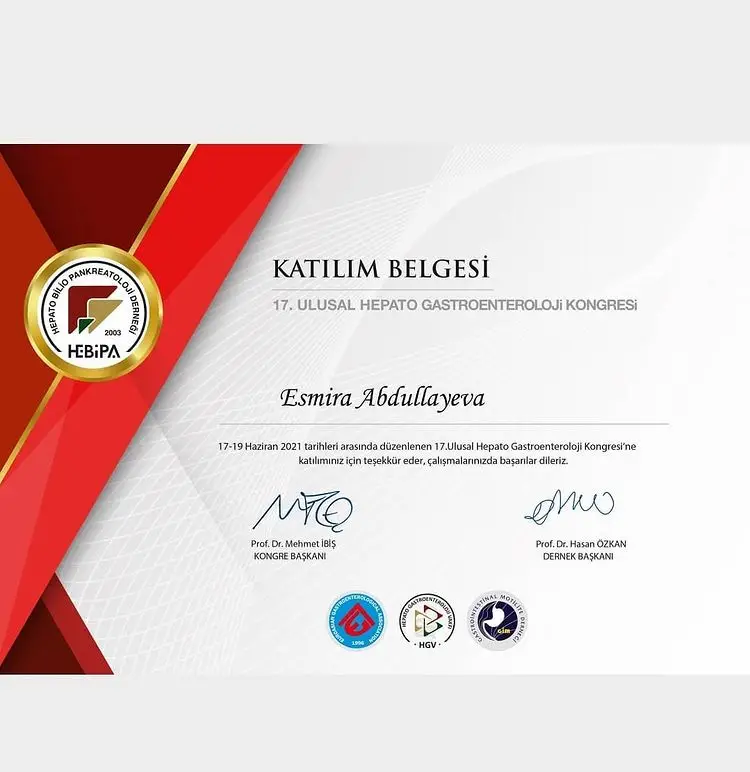 HEPATO BİLİO PANKREATOLOJİ DERNEĞİ
2003
HEBİPA
KATILIM BELGESİ
17. ULUSAL HEPATO GASTROENTEROLOJi KONGRESi
Esmira Abdullayeva
17-19 Haziran 2021 tarihleri arasında düzenlenen 17.Ulusal Hepato Gastroenteroloji Kongresi'ne
katılımınız için teşekkür eder, çalışmalarınızda başarılar dileriz.
Prof. Dr. Mehmet İBİŞ
KONGRE BAŞKANI
Prof. Dr. Hasan ÖZKAN
DERNEK BAŞKANI
EUROASIAN GASTROENTEROLOGICAL ASSOCIATION
1996
HEPATO GASTROENTEROLOJİ VAKFI
· HGV ·
GASTROINTESTINAL MOTILITE DERNEĞİ
GIM